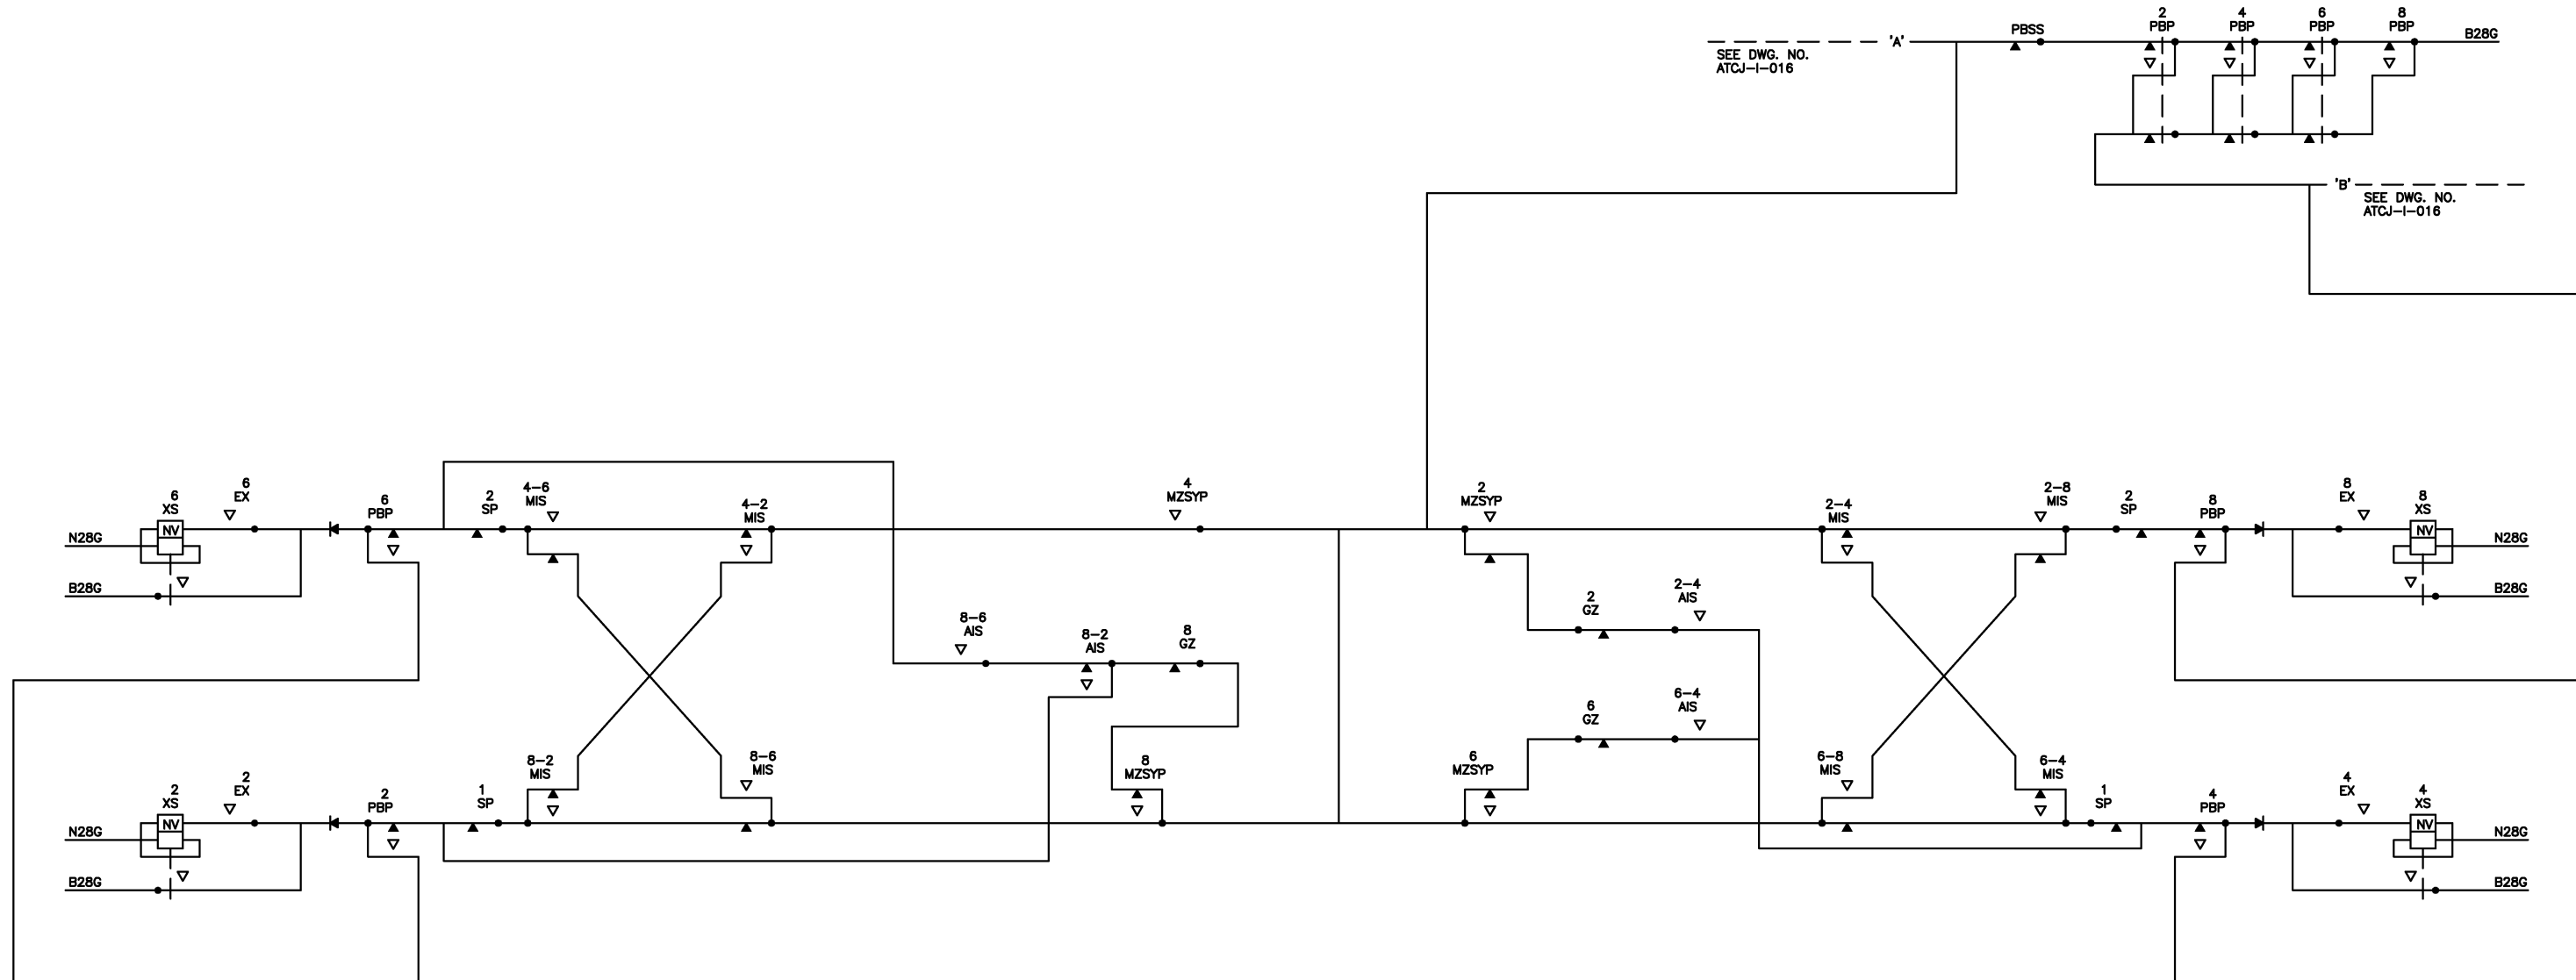 2
PBP
4
PBP
6
PBP
8
PBP
PBSS
B28G
'A'
SEE DWG. NO.
ATCJ-I-016
'B'
SEE DWG. NO.
ATCJ-I-016
6
XS
6
EX
6
PBP
2
SP
4-6
MIS
4-2
MIS
4
MZSYP
2
MZSYP
2-4
MIS
2-8
MIS
2
SP
8
PBP
8
EX
8
XS
NV
NV
N28G
N28G
B28G
B28G
8-6
AIS
8-2
AIS
8
GZ
2
GZ
2-4
AIS
6
GZ
6-4
AIS
2
XS
2
EX
2
PBP
1
SP
8-2
MIS
8-6
MIS
8
MZSYP
6
MZSYP
6-8
MIS
6-4
MIS
1
SP
4
PBP
4
EX
4
XS
NV
NV
N28G
N28G
B28G
B28G